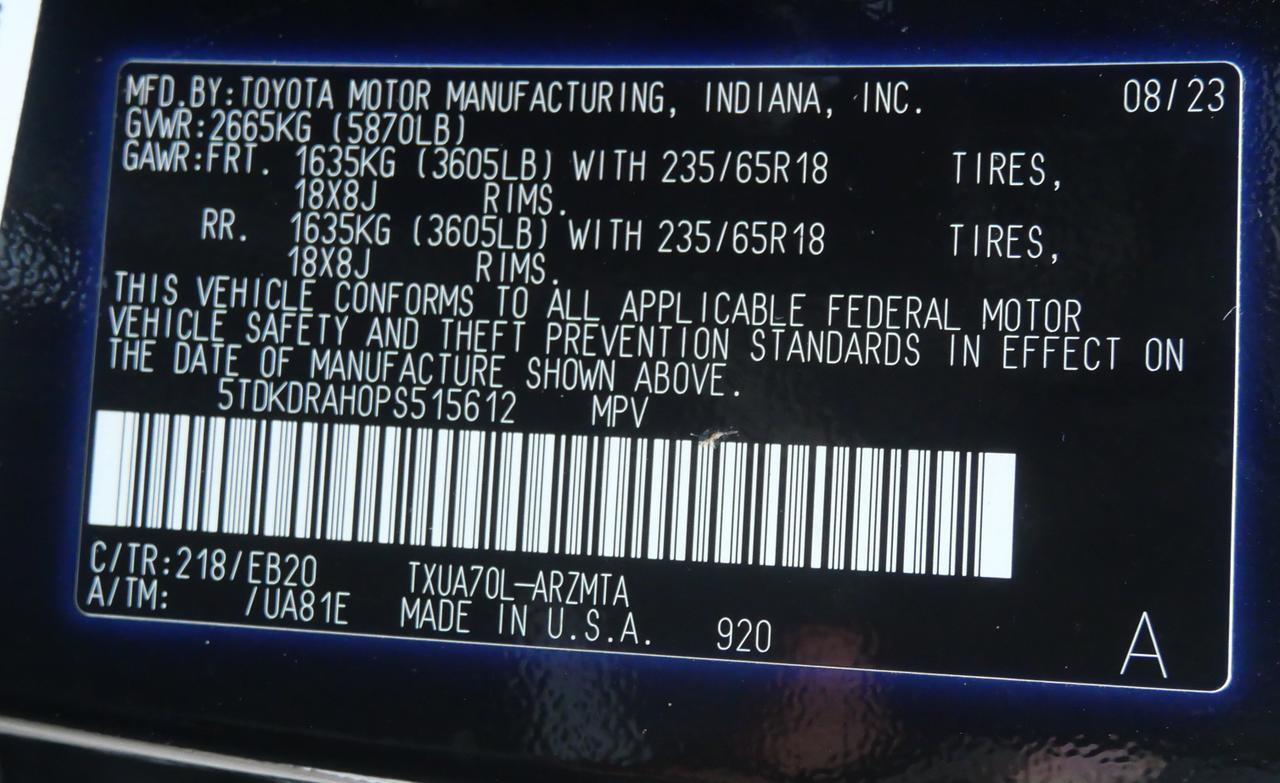 MFD.BY:TOYOTA MOTOR MANUFACTURING, INDIANA, INC. 08/23
GVWR:2665KG (5870LB)
GAWR:FRT. 1635KG (3605LB) WITH 235/65R18 TIRES,
18X8J RIMS.
RR. 1635KG (3605LB) WITH 235/65R18 TIRES,
18X8J RIMS.
THIS VEHICLE CONFORMS TO ALL APPLICABLE FEDERAL MOTOR
VEHICLE SAFETY AND THEFT PREVENTION STANDARDS IN EFFECT ON
THE DATE OF MANUFACTURE SHOWN ABOVE.
5TDKDRAH0PS515612 MPV
C/TR:218/EB20 TXUA70L-ARZMTA
A/TM: /UA81E MADE IN U.S.A. 920 A